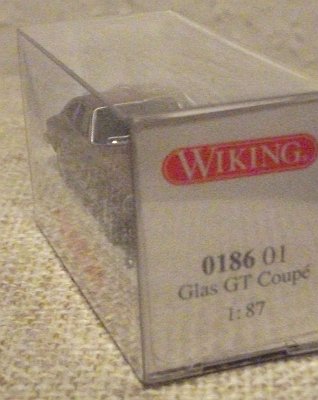 WIKING
0186 01
Glas GT Coupé
1:87